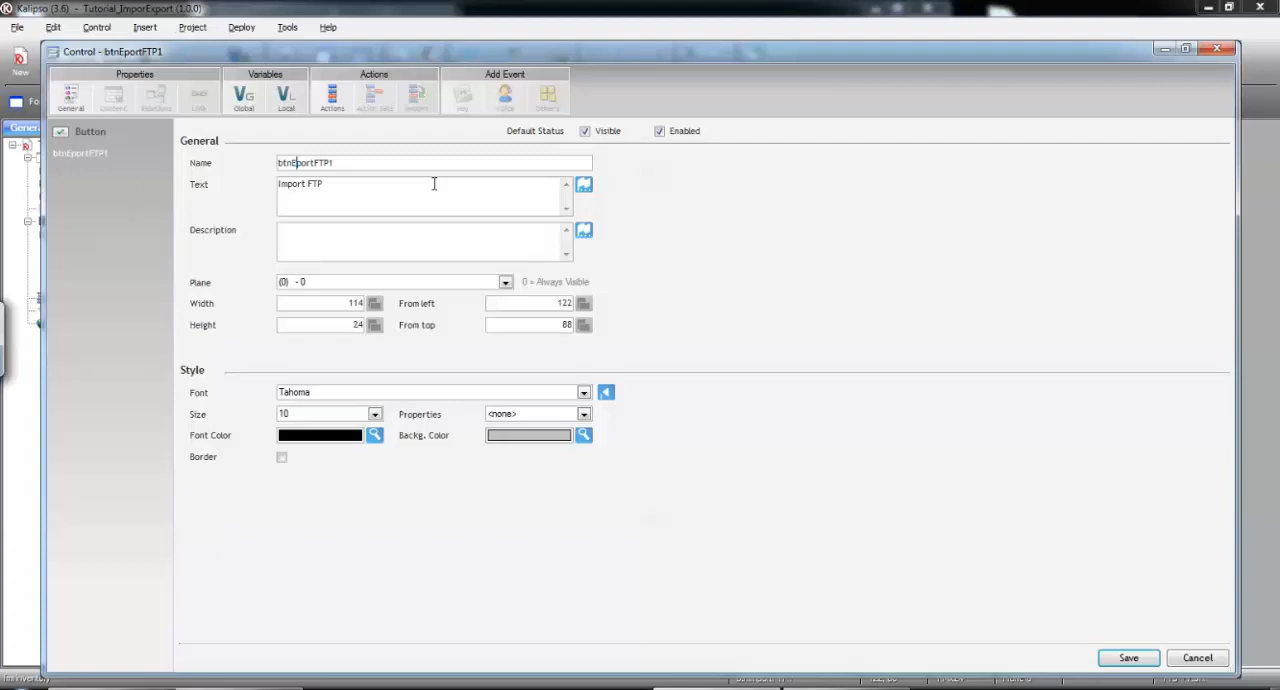 Kalipso (3.6) - Tutorial_ImporExport (1.0.0)
File Edit Control Insert Project Deploy Tools Help
Control - btnEportFTP1
New
Properties Variables Actions Add Event
General Global Local Actions
Button
Default Status Visible Enabled
btnEportFTP1
General
Name btnEportFTP1
Text Import FTP
Description
Plane (0) - 0 0 = Always Visible
Width 114 From left 122
Height 24 From top 88
Style
Font Tahoma
Size 10 Properties <none>
Font Color Backg. Color
Border
Save Cancel